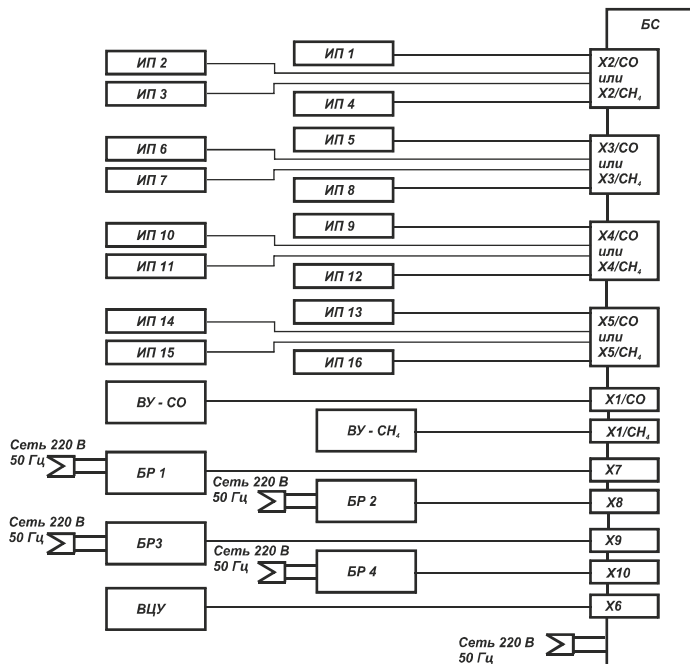 БС
ИП 1
ИП 2
ИП 3
ИП 4
X2/CO
или
X2/CH₄
ИП 5
ИП 6
ИП 7
ИП 8
X3/CO
или
X3/CH₄
ИП 9
ИП 10
ИП 11
ИП 12
X4/CO
или
X4/CH₄
ИП 13
ИП 14
ИП 15
ИП 16
X5/CO
или
X5/CH₄
ВУ - CO
X1/CO
ВУ - CH₄
X1/CH₄
Сеть 220 В
50 Гц
БР 1
X7
Сеть 220 В
50 Гц
БР 2
X8
Сеть 220 В
50 Гц
БР3
X9
Сеть 220 В
50 Гц
БР 4
X10
ВЦУ
X6
Сеть 220 В
50 Гц